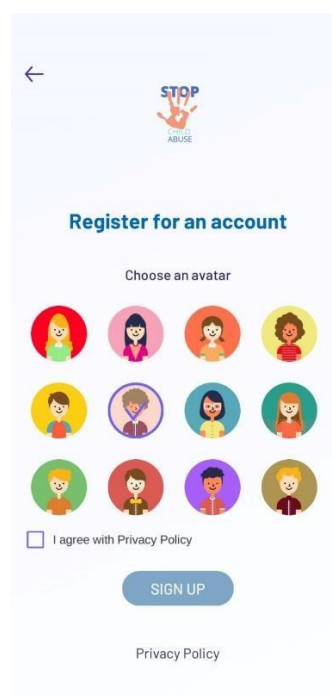 STOP
CHILD
ABUSE
Register for an account
Choose an avatar
I agree with Privacy Policy
SIGN UP
Privacy Policy